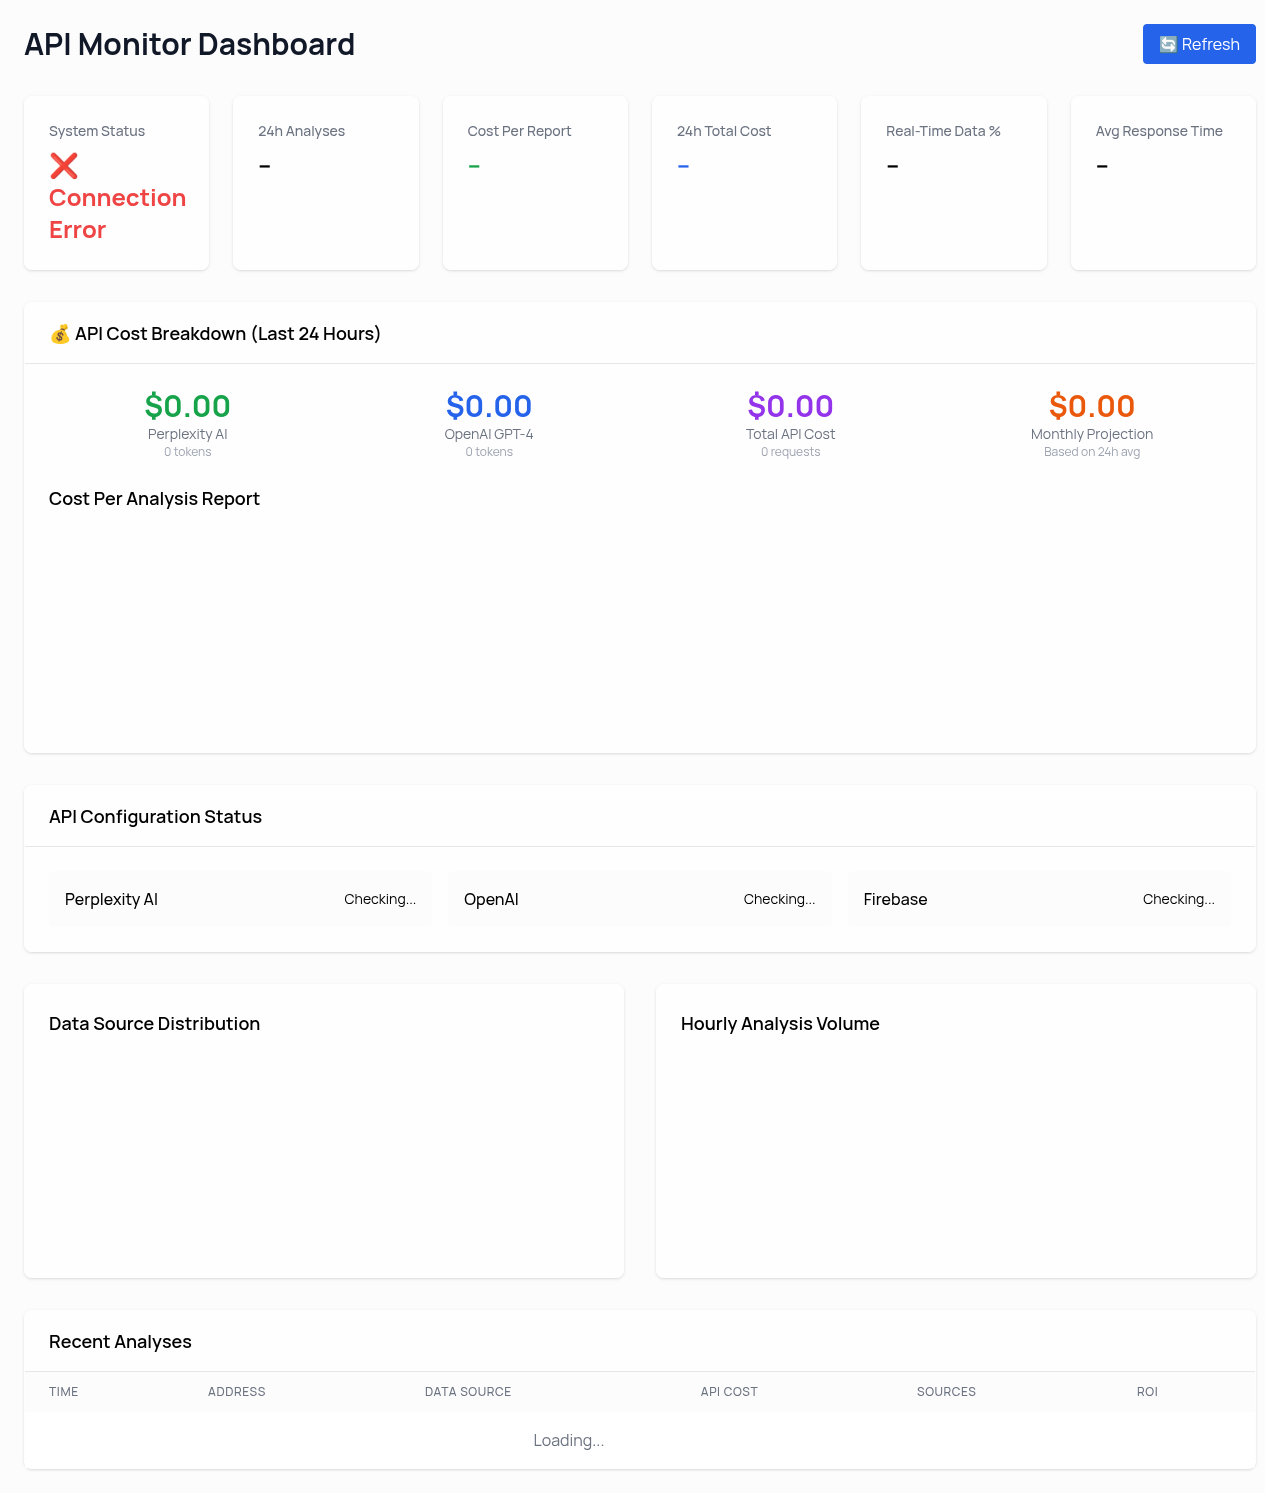 API Monitor Dashboard
🔄 Refresh
System Status
❌
Connection
Error
24h Analyses
–
Cost Per Report
–
24h Total Cost
–
Real-Time Data %
–
Avg Response Time
–
💰 API Cost Breakdown (Last 24 Hours)
$0.00
Perplexity AI
0 tokens
$0.00
OpenAI GPT-4
0 tokens
$0.00
Total API Cost
0 requests
$0.00
Monthly Projection
Based on 24h avg
Cost Per Analysis Report
API Configuration Status
Perplexity AI Checking...
OpenAI Checking...
Firebase Checking...
Data Source Distribution
Hourly Analysis Volume
Recent Analyses
TIME ADDRESS DATA SOURCE API COST SOURCES ROI
Loading...